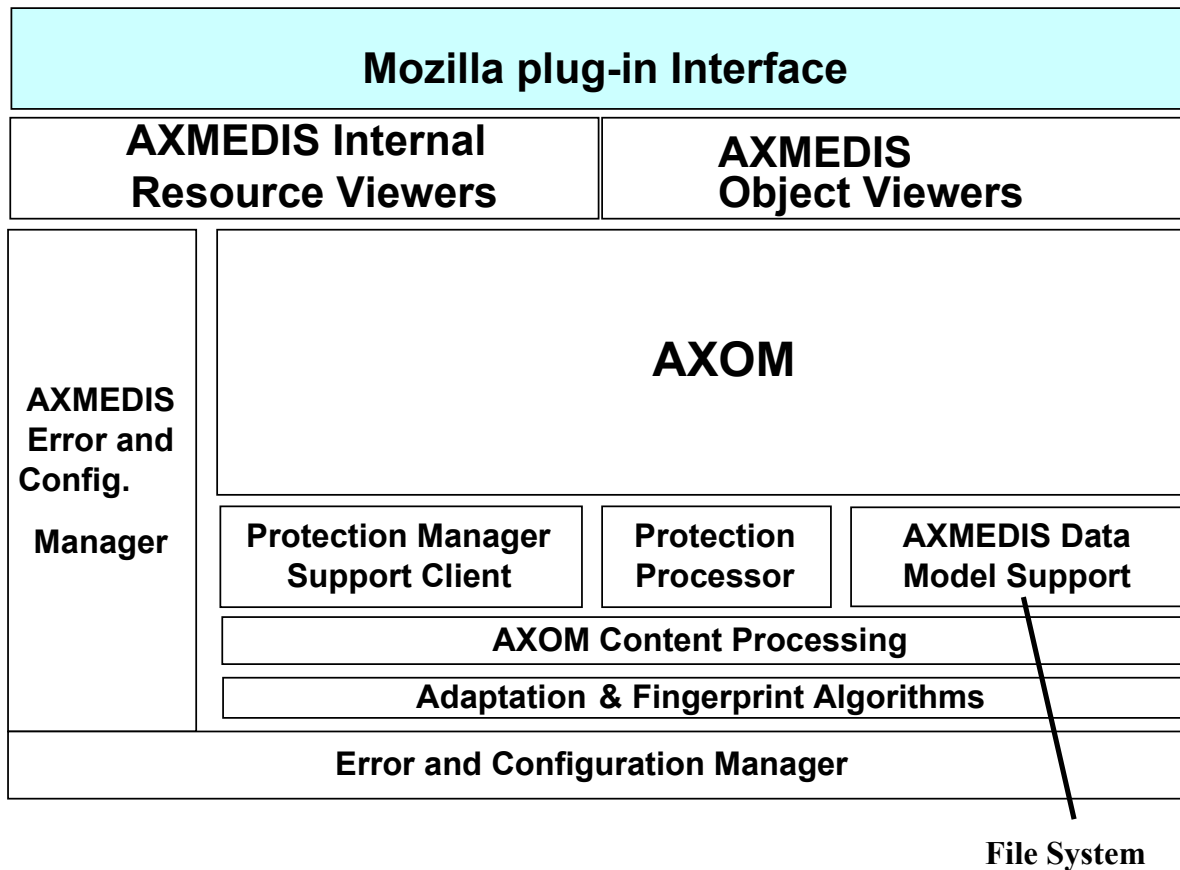 Mozilla plug-in Interface
AXMEDIS Internal
Resource Viewers
AXMEDIS
Object Viewers
AXOM
AXMEDIS
Error and
Config.
Manager
Protection Manager
Support Client
Protection
Processor
AXMEDIS Data
Model Support
AXOM Content Processing
Adaptation & Fingerprint Algorithms
Error and Configuration Manager
File System